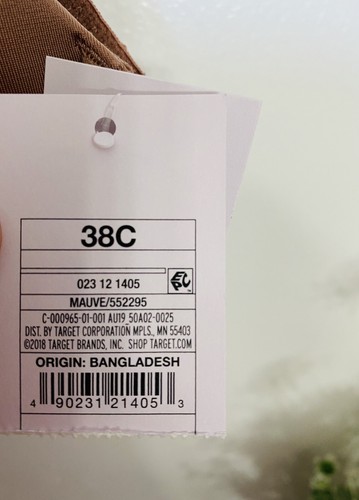 38C
023 12 1405
MAUVE/552295
C-000965-01-001 AU19 50A02-0025
DIST. BY TARGET CORPORATION MPLS., MN 55403
©2018 TARGET BRANDS, INC. SHOP TARGET.COM
ORIGIN: BANGLADESH
4 90231 21405 3